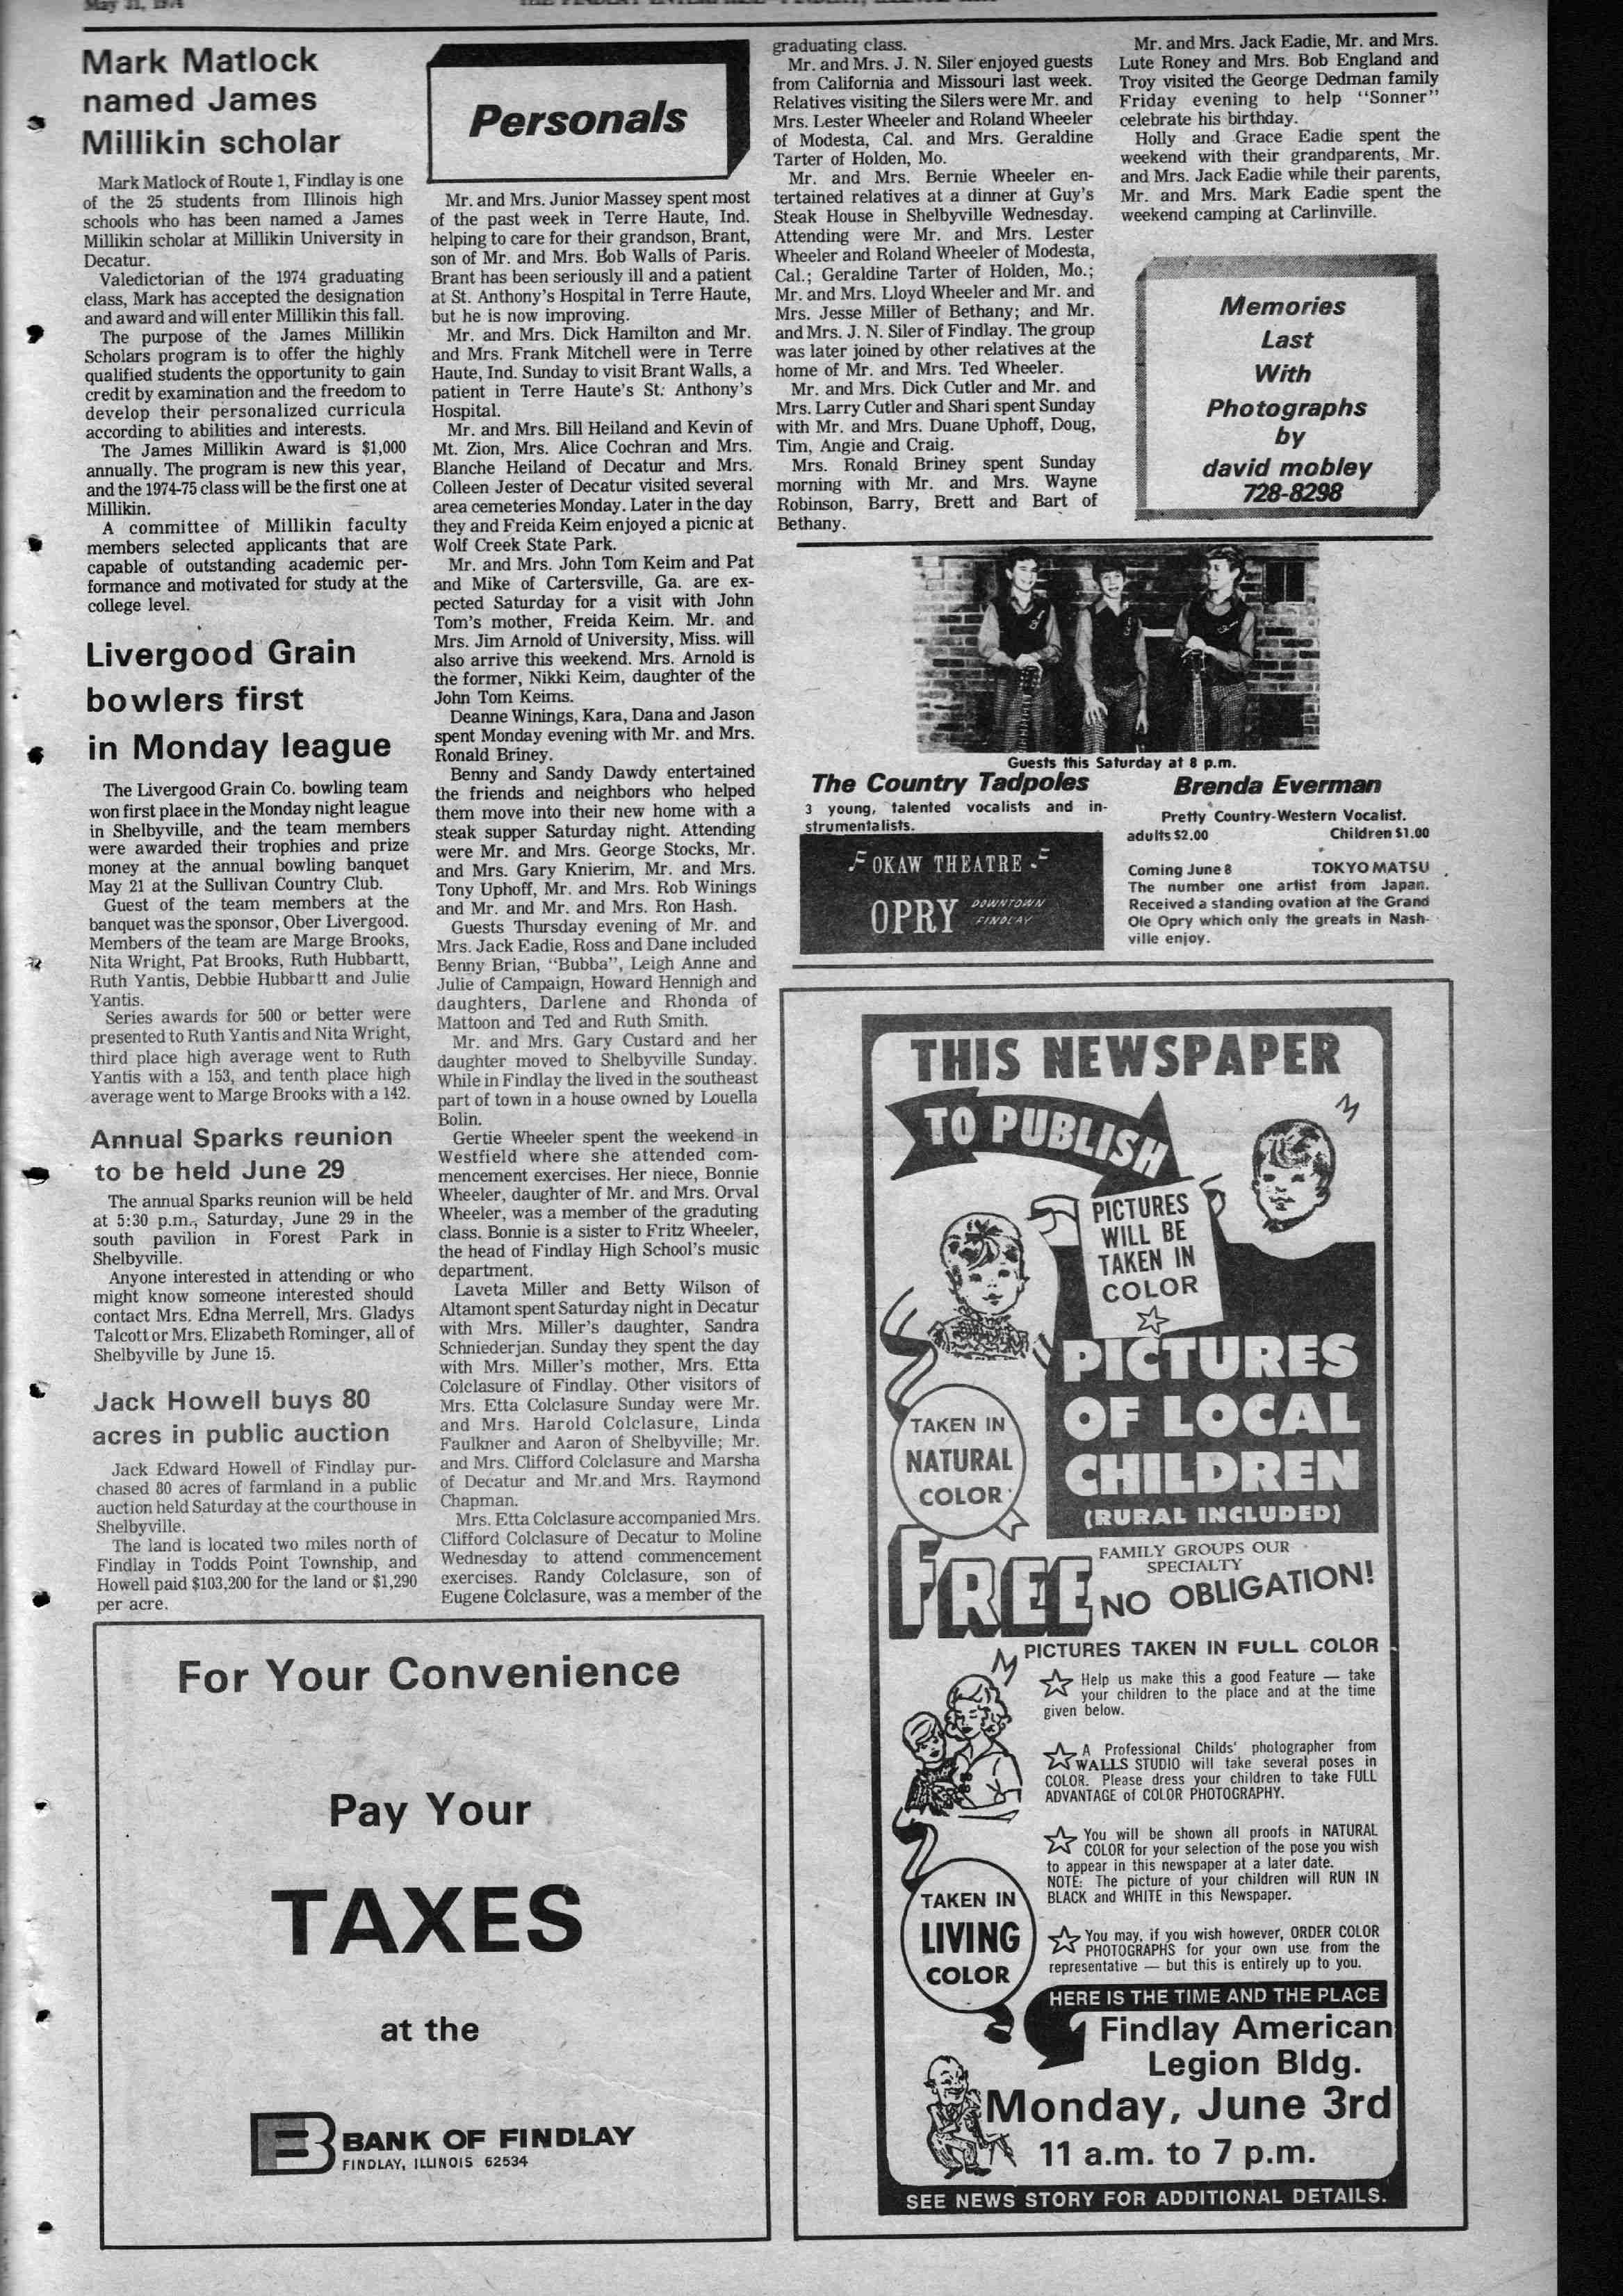 May 31, 1974
Mark Matlock
named James
Millikin scholar
Mark Matlock of Route 1, Findlay is one
of the 25 students from Illinois high
schools who has been named a James
Millikin scholar at Millikin University in
Decatur.
Valedictorian of the 1974 graduating
class, Mark has accepted the designation
and award and will enter Millikin this fall.
The purpose of the James Millikin
Scholars program is to offer the highly
qualified students the opportunity to gain
credit by examination and the freedom to
develop their personalized curricula
according to abilities and interests.
The James Millikin Award is $1,000
annually. The program is new this year,
and the 1974-75 class will be the first one at
Millikin.
A committee of Millikin faculty
members selected applicants that are
capable of outstanding academic per-
formance and motivated for study at the
college level.
Livergood Grain
bowlers first
in Monday league
The Livergood Grain Co. bowling team
won first place in the Monday night league
in Shelbyville, and the team members
were awarded their trophies and prize
money at the annual bowling banquet
May 21 at the Sullivan Country Club.
Guest of the team members at the
banquet was the sponsor, Ober Livergood.
Members of the team are Marge Brooks,
Nita Wright, Pat Brooks, Ruth Hubbartt,
Ruth Yantis, Debbie Hubbartt and Julie
Yantis.
Series awards for 500 or better were
presented to Ruth Yantis and Nita Wright,
third place high average went to Ruth
Yantis with a 153, and tenth place high
average went to Marge Brooks with a 142.
Annual Sparks reunion
to be held June 29
The annual Sparks reunion will be held
at 5:30 p.m., Saturday, June 29 in the
south pavilion in Forest Park in
Shelbyville.
Anyone interested in attending or who
might know someone interested should
contact Mrs. Edna Merrell, Mrs. Gladys
Talcott or Mrs. Elizabeth Rominger, all of
Shelbyville by June 15.
Jack Howell buys 80
acres in public auction
Jack Edward Howell of Findlay pur-
chased 80 acres of farmland in a public
auction held Saturday at the courthouse in
Shelbyville.
The land is located two miles north of
Findlay in Todds Point Township, and
Howell paid $103,200 for the land or $1,290
per acre.
Personals
Mr. and Mrs. Junior Massey spent most
of the past week in Terre Haute, Ind.
helping to care for their grandson, Brant,
son of Mr. and Mrs. Bob Walls of Paris.
Brant has been seriously ill and a patient
at St. Anthony's Hospital in Terre Haute,
but he is now improving.
Mr. and Mrs. Dick Hamilton and Mr.
and Mrs. Frank Mitchell were in Terre
Haute, Ind. Sunday to visit Brant Walls, a
patient in Terre Haute's St. Anthony's
Hospital.
Mr. and Mrs. Bill Heiland and Kevin of
Mt. Zion, Mrs. Alice Cochran and Mrs.
Blanche Heiland of Decatur and Mrs.
Colleen Jester of Decatur visited several
area cemeteries Monday. Later in the day
they and Freida Keim enjoyed a picnic at
Wolf Creek State Park.
Mr. and Mrs. John Tom Keim and Pat
and Mike of Cartersville, Ga. are ex-
pected Saturday for a visit with John
Tom's mother, Freida Keim. Mr. and
Mrs. Jim Arnold of University, Miss. will
also arrive this weekend. Mrs. Arnold is
the former, Nikki Keim, daughter of the
John Tom Keims.
Deanne Winings, Kara, Dana and Jason
spent Monday evening with Mr. and Mrs.
Ronald Briney.
Benny and Sandy Dawdy entertained
the friends and neighbors who helped
them move into their new home with a
steak supper Saturday night. Attending
were Mr. and Mrs. George Stocks, Mr.
and Mrs. Gary Knierim, Mr. and Mrs.
Tony Uphoff, Mr. and Mrs. Rob Winings
and Mr. and Mr. and Mrs. Ron Hash.
Guests Thursday evening of Mr. and
Mrs. Jack Eadie, Ross and Dane included
Benny Brian, "Bubba", Leigh Anne and
Julie of Campaign, Howard Hennigh and
daughters, Darlene and Rhonda of
Mattoon and Ted and Ruth Smith.
Mr. and Mrs. Gary Custard and her
daughter moved to Shelbyville Sunday.
While in Findlay the lived in the southeast
part of town in a house owned by Louella
Bolin.
Gertie Wheeler spent the weekend in
Westfield where she attended com-
mencement exercises. Her niece, Bonnie
Wheeler, daughter of Mr. and Mrs. Orval
Wheeler, was a member of the graduting
class. Bonnie is a sister to Fritz Wheeler,
the head of Findlay High School's music
department.
Laveta Miller and Betty Wilson of
Altamont spent Saturday night in Decatur
with Mrs. Miller's daughter, Sandra
Schniederjan. Sunday they spent the day
with Mrs. Miller's mother, Mrs. Etta
Colclasure of Findlay. Other visitors of
Mrs. Etta Colclasure Sunday were Mr.
and Mrs. Harold Colclasure, Linda
Faulkner and Aaron of Shelbyville; Mr.
and Mrs. Clifford Colclasure and Marsha
of Decatur and Mr.and Mrs. Raymond
Chapman.
Mrs. Etta Colclasure accompanied Mrs.
Clifford Colclasure of Decatur to Moline
Wednesday to attend commencement
exercises. Randy Colclasure, son of
Eugene Colclasure, was a member of the
graduating class.
Mr. and Mrs. J. N. Siler enjoyed guests
from California and Missouri last week.
Relatives visiting the Silers were Mr. and
Mrs. Lester Wheeler and Roland Wheeler
of Modesta, Cal. and Mrs. Geraldine
Tarter of Holden, Mo.
Mr. and Mrs. Bernie Wheeler en-
tertained relatives at a dinner at Guy's
Steak House in Shelbyville Wednesday.
Attending were Mr. and Mrs. Lester
Wheeler and Roland Wheeler of Modesta,
Cal.; Geraldine Tarter of Holden, Mo.;
Mr. and Mrs. Lloyd Wheeler and Mr. and
Mrs. Jesse Miller of Bethany; and Mr.
and Mrs. J. N. Siler of Findlay. The group
was later joined by other relatives at the
home of Mr. and Mrs. Ted Wheeler.
Mr. and Mrs. Dick Cutler and Mr. and
Mrs. Larry Cutler and Shari spent Sunday
with Mr. and Mrs. Duane Uphoff, Doug,
Tim, Angie and Craig.
Mrs. Ronald Briney spent Sunday
morning with Mr. and Mrs. Wayne
Robinson, Barry, Brett and Bart of
Bethany.
Mr. and Mrs. Jack Eadie, Mr. and Mrs.
Lute Roney and Mrs. Bob England and
Troy visited the George Dedman family
Friday evening to help "Sonner"
celebrate his birthday.
Holly and Grace Eadie spent the
weekend with their grandparents, Mr.
and Mrs. Jack Eadie while their parents,
Mr. and Mrs. Mark Eadie spent the
weekend camping at Carlinville.
Memories
Last
With
Photographs
by
david mobley
728-8298
Guests this Saturday at 8 p.m.
The Country Tadpoles
3 young, talented vocalists and in-
strumentalists.
OKAW THEATRE
OPRY
DOWNTOWN
FINDLAY
Brenda Everman
Pretty Country-Western Vocalist.
adults $2.00 Children $1.00
Coming June 8 TOKYO MATSU
The number one artist from Japan.
Received a standing ovation at the Grand
Ole Opry which only the greats in Nash-
ville enjoy.
For Your Convenience
Pay Your
TAXES
at the
BANK OF FINDLAY
FINDLAY, ILLINOIS 62534
THIS NEWSPAPER
TO PUBLISH
PICTURES
WILL BE
TAKEN IN
COLOR
PICTURES
OF LOCAL
CHILDREN
(RURAL INCLUDED)
TAKEN IN
NATURAL
COLOR
FREE
FAMILY GROUPS OUR
SPECIALTY
NO OBLIGATION!
PICTURES TAKEN IN FULL COLOR
Help us make this a good Feature — take
your children to the place and at the time
given below.
A Professional Childs' photographer from
WALLS STUDIO will take several poses in
COLOR. Please dress your children to take FULL
ADVANTAGE of COLOR PHOTOGRAPHY.
You will be shown all proofs in NATURAL
COLOR for your selection of the pose you wish
to appear in this newspaper at a later date.
NOTE: The picture of your children will RUN IN
BLACK and WHITE in this Newspaper.
You may, if you wish however, ORDER COLOR
PHOTOGRAPHS for your own use from the
representative — but this is entirely up to you.
TAKEN IN
LIVING
COLOR
HERE IS THE TIME AND THE PLACE
Findlay American
Legion Bldg.
Monday, June 3rd
11 a.m. to 7 p.m.
SEE NEWS STORY FOR ADDITIONAL DETAILS.